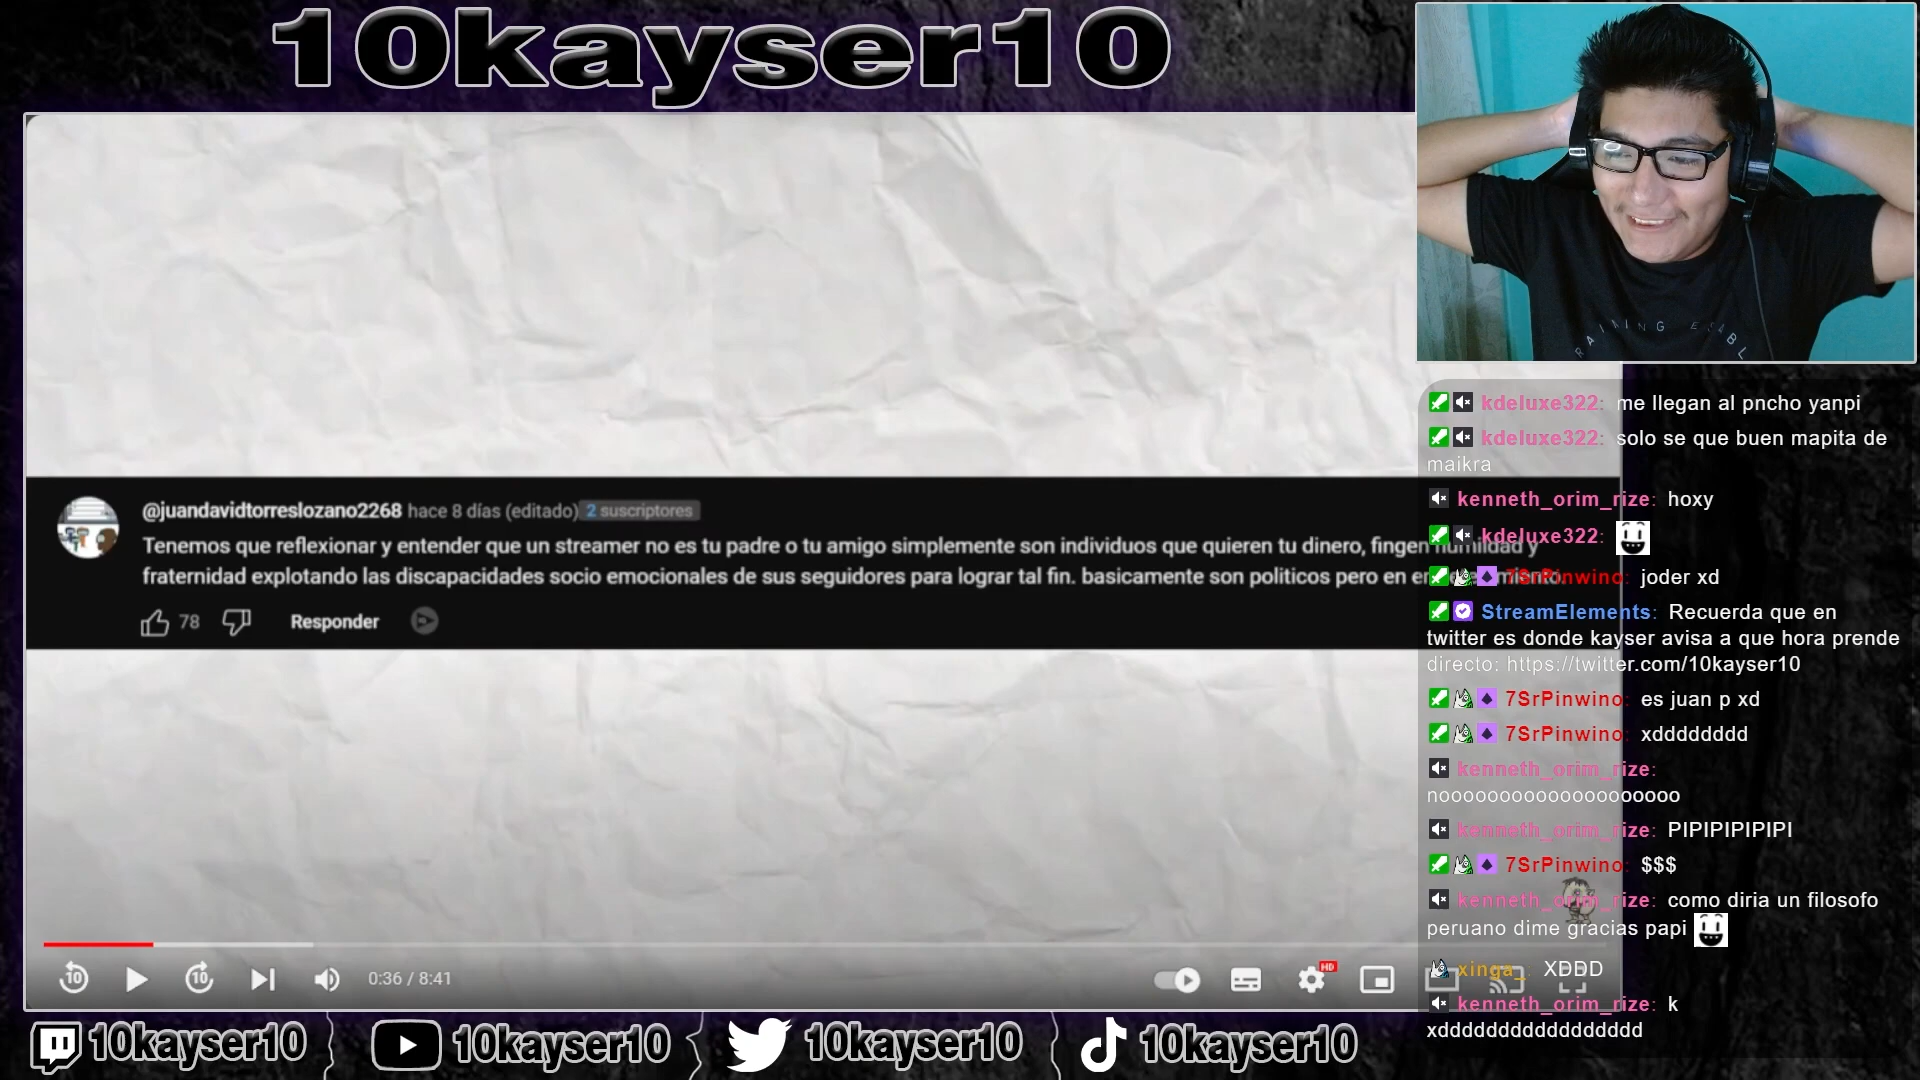 10kayser10
@juandavidtorreslozano2268 hace 8 días (editado) 2 suscriptores
Tenemos que reflexionar y entender que un streamer no es tu padre o tu amigo simplemente son individuos que quieren tu dinero, fingen humildad y
fraternidad explotando las discapacidades socio emocionales de sus seguidores para lograr tal fin. basicamente son politicos pero en
78
Responder
HD
0:36 / 8:41
kdeluxe322: me llegan al pncho yanpi
kdeluxe322: solo se que buen mapita de
maikra
kenneth_orim_rize: hoxy
kdeluxe322:
7SrPinwino: joder xd
StreamElements: Recuerda que en
twitter es donde kayser avisa a que hora prende
directo: https://twitter.com/10kayser10
7SrPinwino: es juan p xd
7SrPinwino: xdddddddd
kenneth_orim_rize:
noooooooooooooooooooo
kenneth_orim_rize: PIPIPIPIPIPI
7SrPinwino: $$$
kenneth_orim_rize: como diria un filosofo
peruano dime gracias papi
xinga_: XDDD
kenneth_orim_rize: k
xddddddddddddddddd
10kayser10
10kayser10
10kayser10
10kayser10